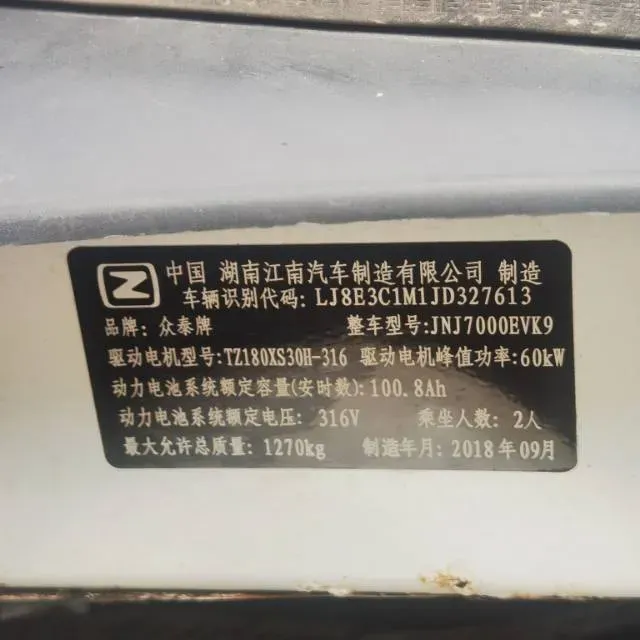 中国 湖南江南汽车制造有限公司 制造
车辆识别代码: LJ8E3C1M1JD327613
品牌: 众泰牌 整车型号: JNJ7000EVK9
驱动电机型号: TZ180XS30H-316 驱动电机峰值功率: 60kW
动力电池系统额定容量(安时数): 100.8Ah
动力电池系统额定电压: 316V 乘坐人数: 2人
最大允许总质量: 1270kg 制造年月: 2018年09月